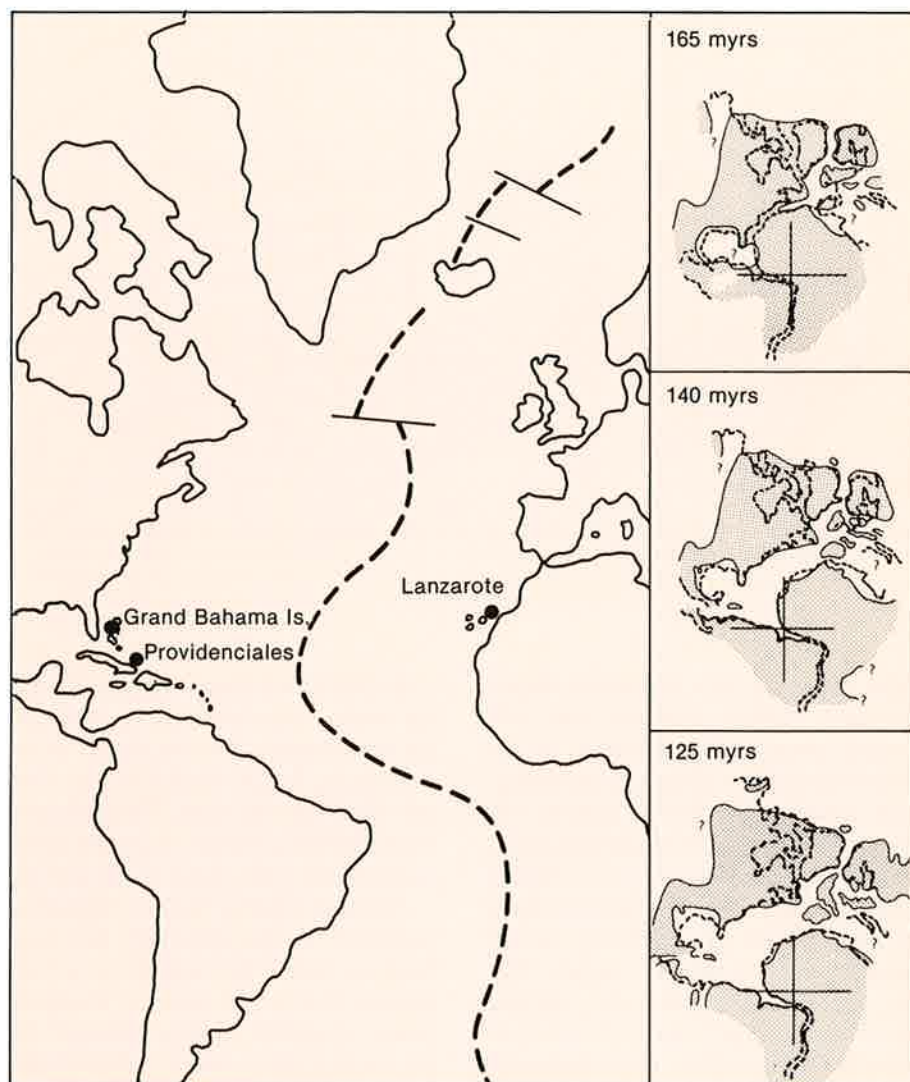 Grand Bahama Is.
Providenciales
Lanzarote
165 myrs
?
?
140 myrs
?
?
?
125 myrs
?
?